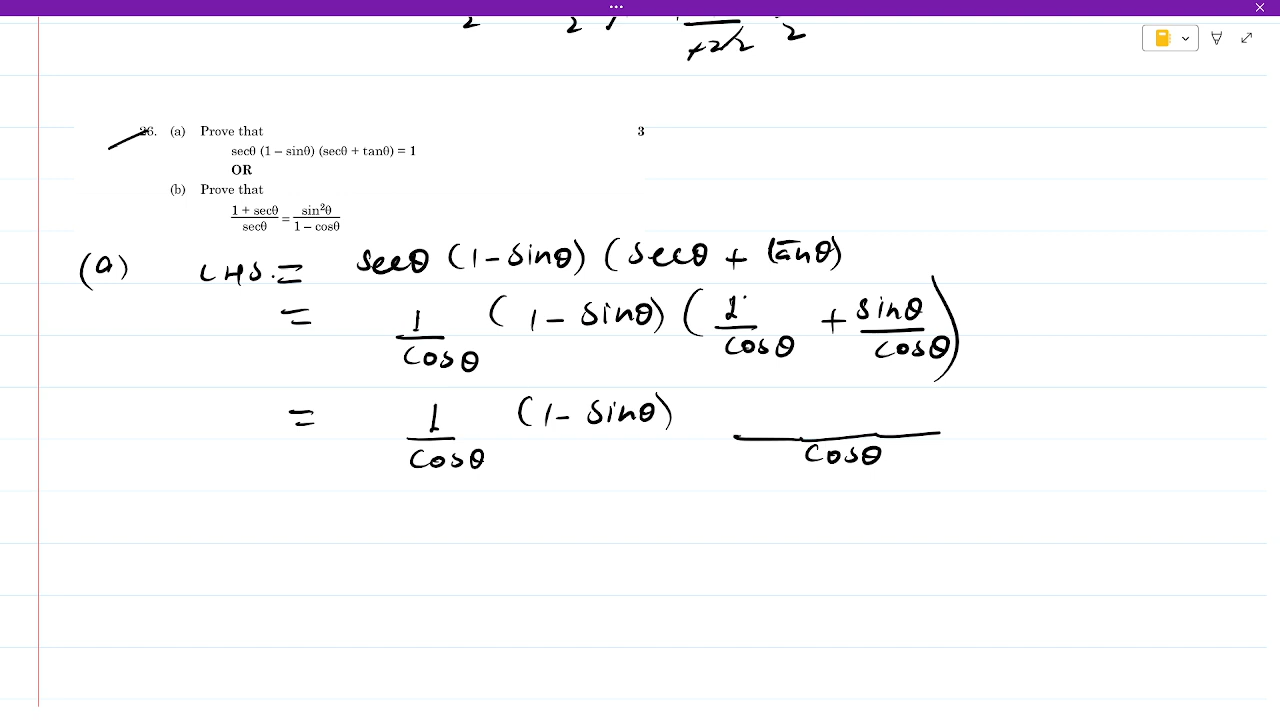 26. (a) Prove that 3
secθ (1 – sinθ) (secθ + tanθ) = 1
OR
(b) Prove that
1 + secθ / secθ = sin²θ / 1 – cosθ
(a) LHS. = secθ (1 - sinθ) (secθ + tanθ)
= 1/cosθ (1 - sinθ) (1/cosθ + sinθ/cosθ)
= 1/cosθ (1 - sinθ) /cosθ